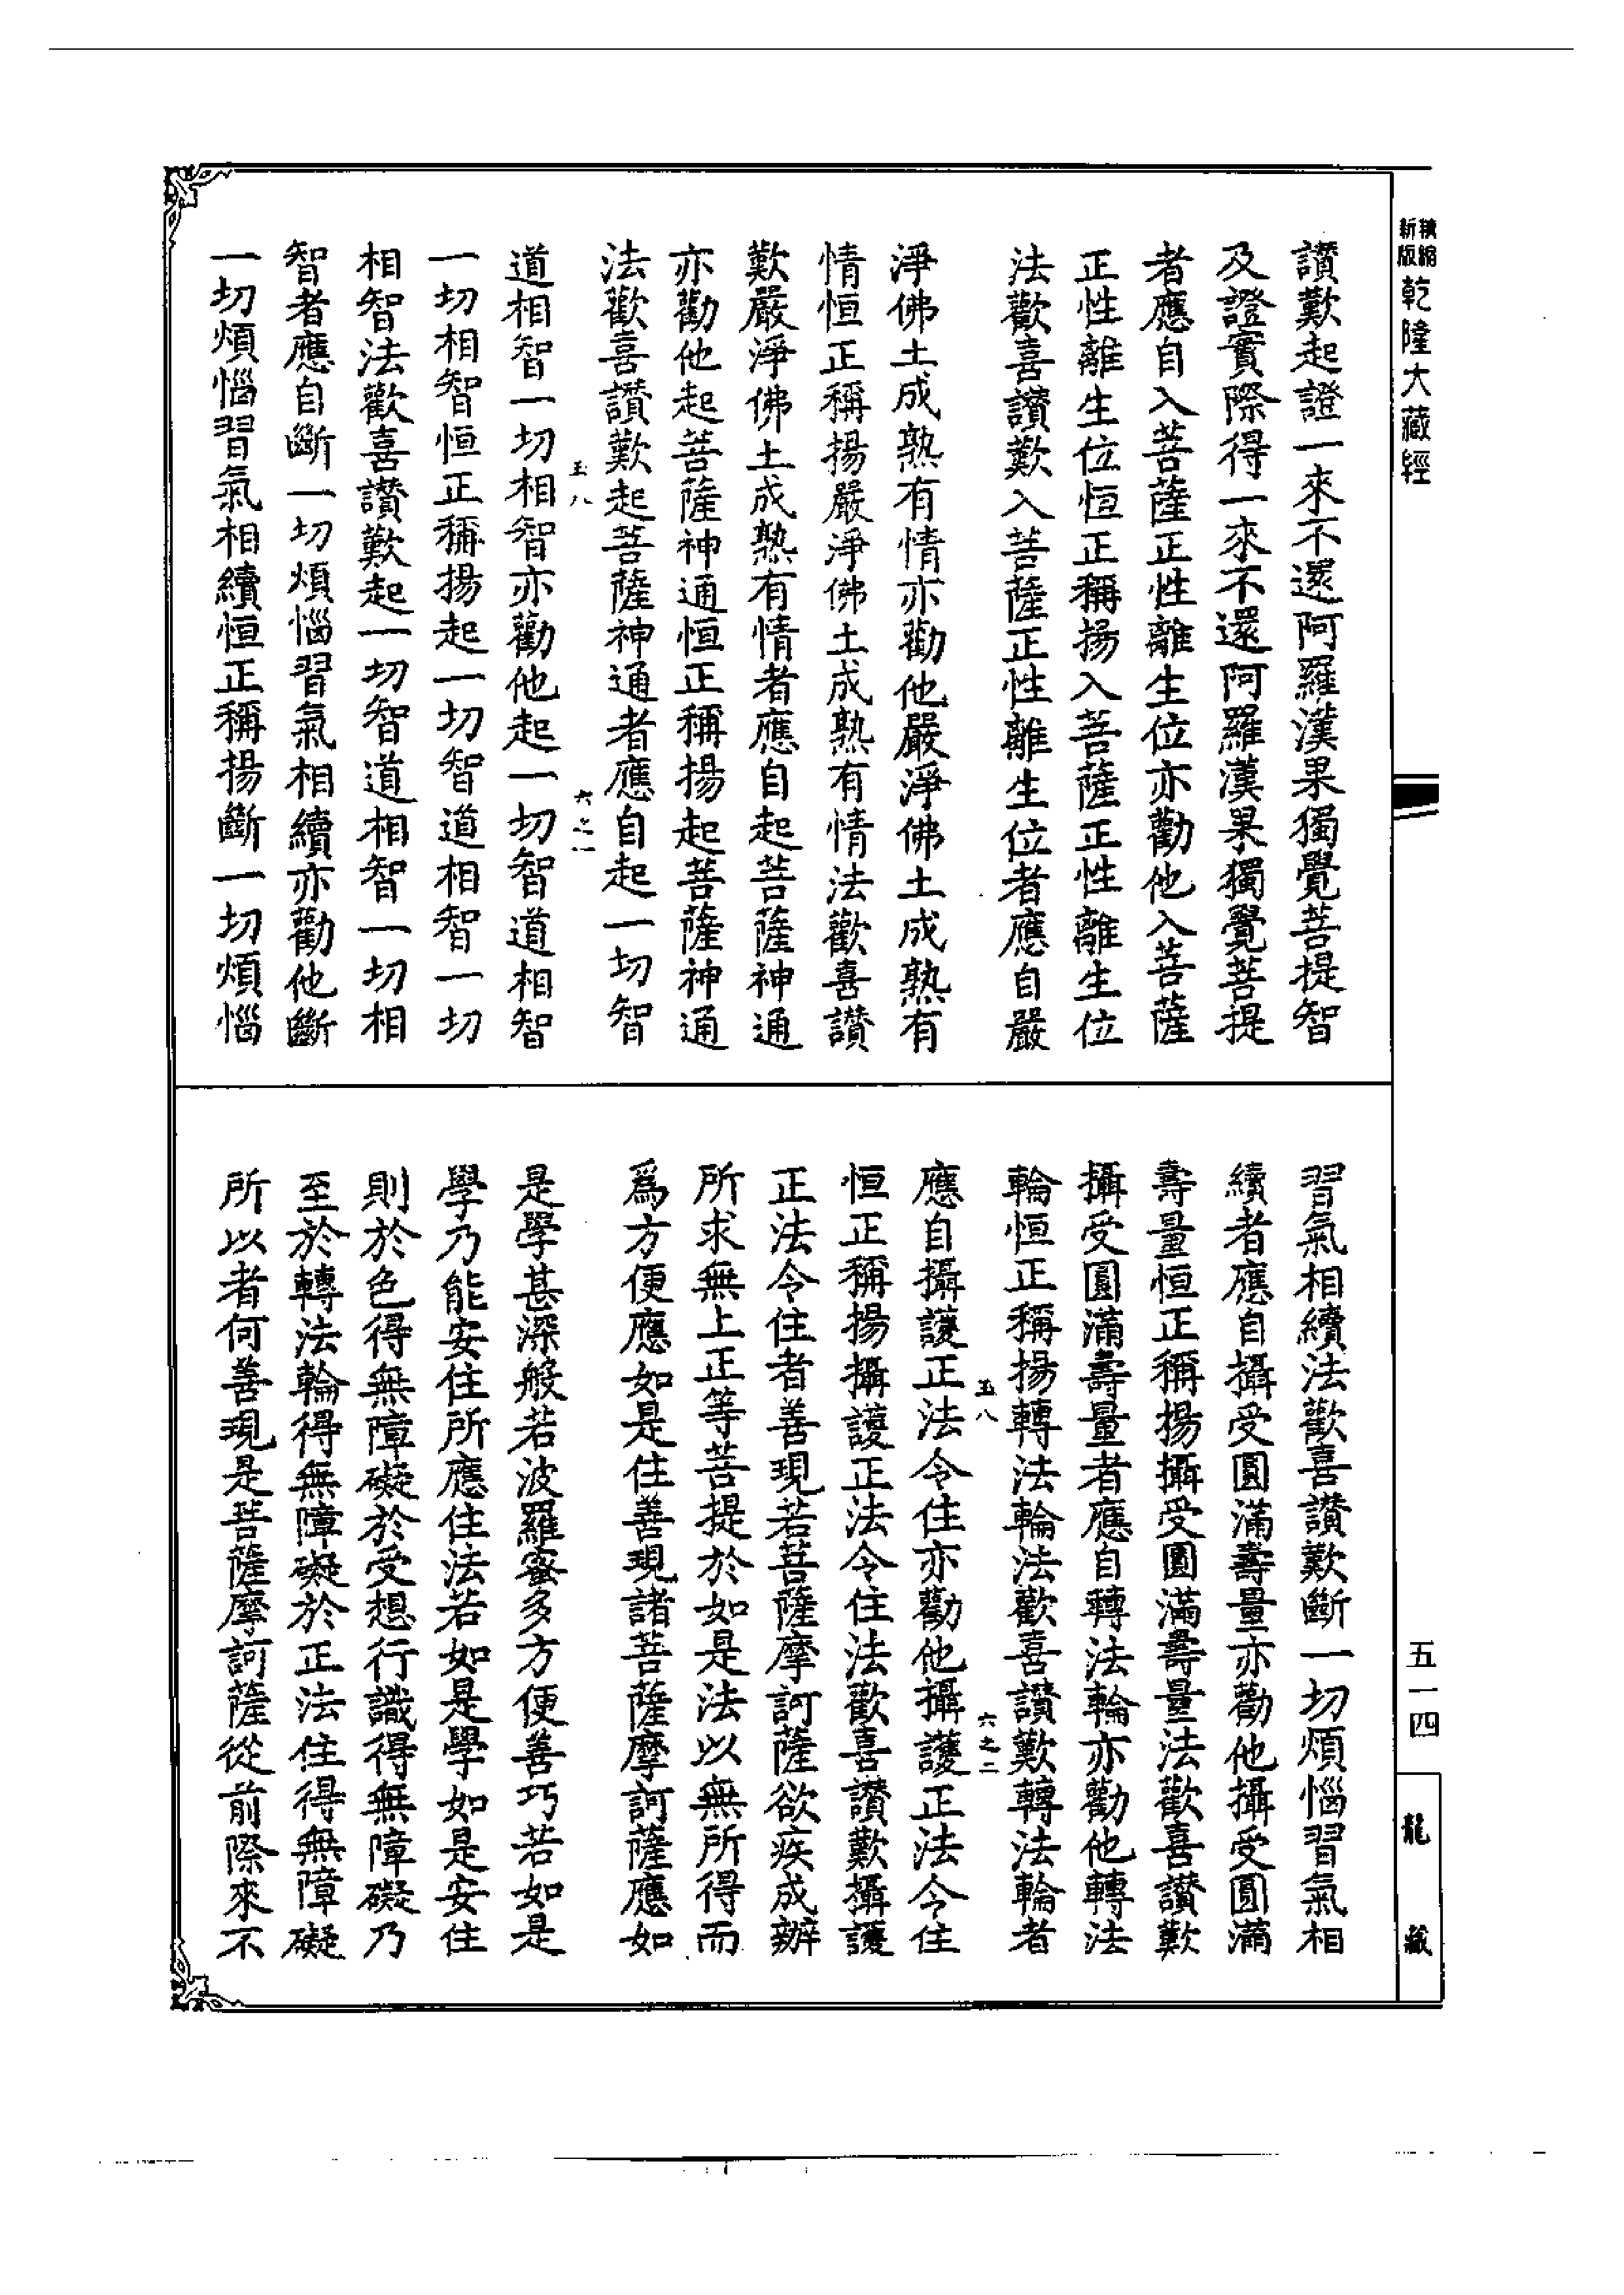 新版精縮乾隆大藏經
讚歎起證一來不還阿羅漢果獨覺菩提智
及證實際得一來不還阿羅漢果獨覺菩提
者應自入菩薩正性離生位亦勸他入菩薩
正性離生位恒正稱揚入菩薩正性離生位
法歡喜讚歎入菩薩正性離生位者應自嚴
淨佛土成熟有情亦勸他嚴淨佛土成熟有
情恒正稱揚嚴淨佛土成熟有情法歡喜讚
歎嚴淨佛土成熟有情者應自起菩薩神通
亦勸他起菩薩神通恒正稱揚起菩薩神通
法歡喜讚歎起菩薩神通者應自起一切智
玉八 六之一
道相智一切相智亦勸他起一切智道相智
一切相智恒正稱揚起一切智道相智一切
相智法歡喜讚歎起一切智道相智一切相
智者應自斷一切煩惱習氣相續亦勸他斷
一切煩惱習氣相續恒正稱揚斷一切煩惱
習氣相續法歡喜讚歎斷一切煩惱習氣相
續者應自攝受圓滿壽量亦勸他攝受圓滿
壽量恒正稱揚攝受圓滿壽量法歡喜讚歎
攝受圓滿壽量者應自轉法輪亦勸他轉法
輪恒正稱揚轉法輪法歡喜讚歎轉法輪者
玉八 六之二
應自攝護正法令住亦勸他攝護正法令住
恒正稱揚攝護正法令住法歡喜讚歎攝護
正法令住者善現若菩薩摩訶薩欲疾成辦
所求無上正等菩提於如是法以無所得而
爲方便應如是住善現諸菩薩摩訶薩應如
是學甚深般若波羅蜜多方便善巧若如是
學乃能安住所應住法若如是學如是安住
則於色得無障礙於受想行識得無障礙乃
至於轉法輪得無障礙於正法住得無障礙
所以者何善現是菩薩摩訶薩從前際來不
五一四
龍藏